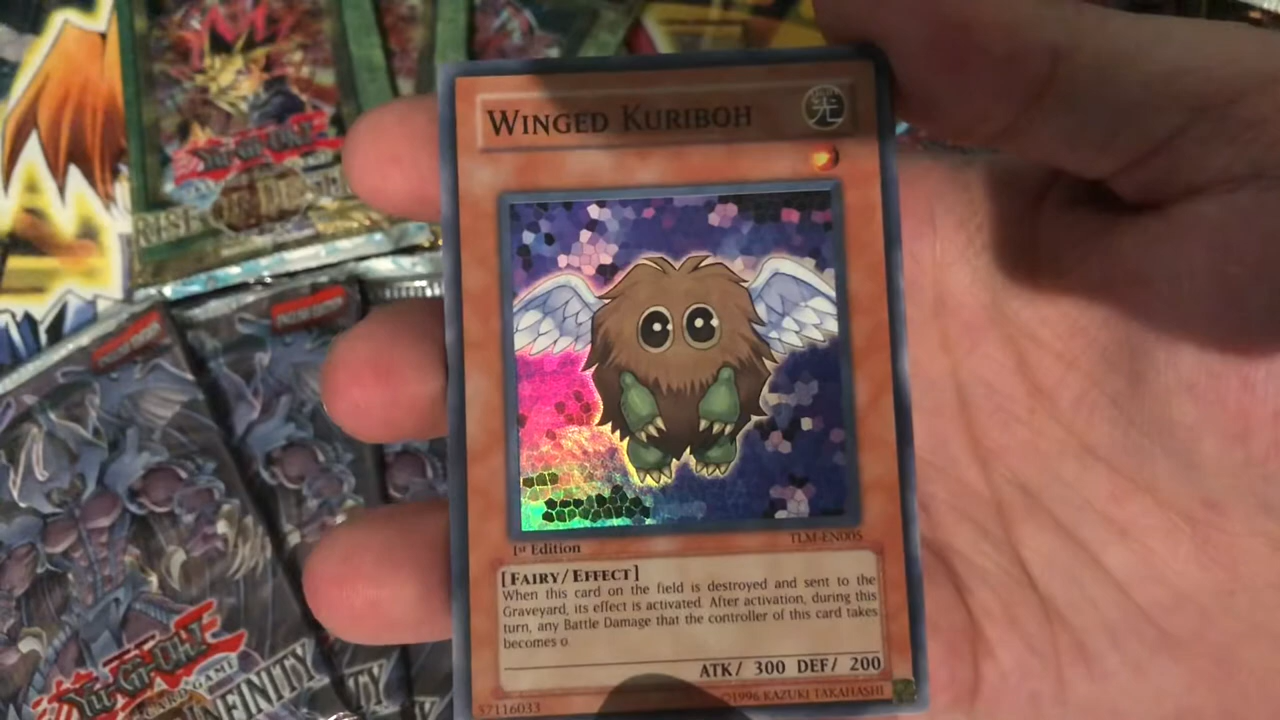 WINGED KURIBOH
光
1st Edition
TLM-EN005
[FAIRY/EFFECT]
When this card on the field is destroyed and sent to the
Graveyard, its effect is activated. After activation, during this
turn, any Battle Damage that the controller of this card takes
becomes 0.
ATK/ 300 DEF/ 200
57116033
©1996 KAZUKI TAKAHASHI
YU-GI-OH!
YU-GI-OH!
CARD GAME
INFINITY
TY